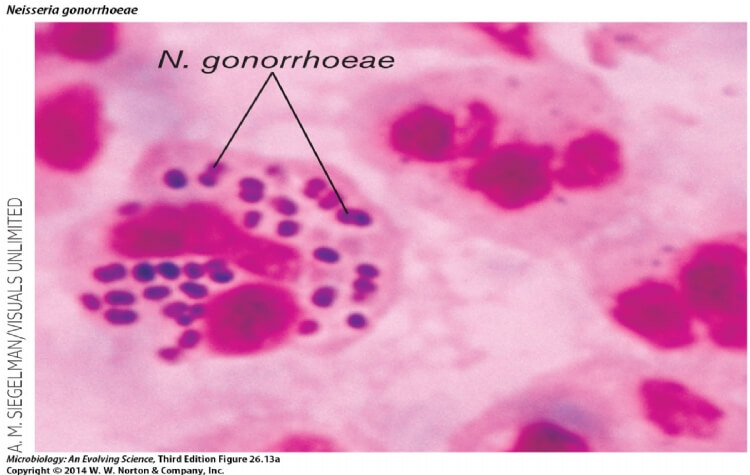 Neisseria gonorrhoeae
N. gonorrhoeae
A. M. SIEGELMAN/VISUALS UNLIMITED
Microbiology: An Evolving Science, Third Edition Figure 26.13a
Copyright © 2014 W. W. Norton & Company, Inc.